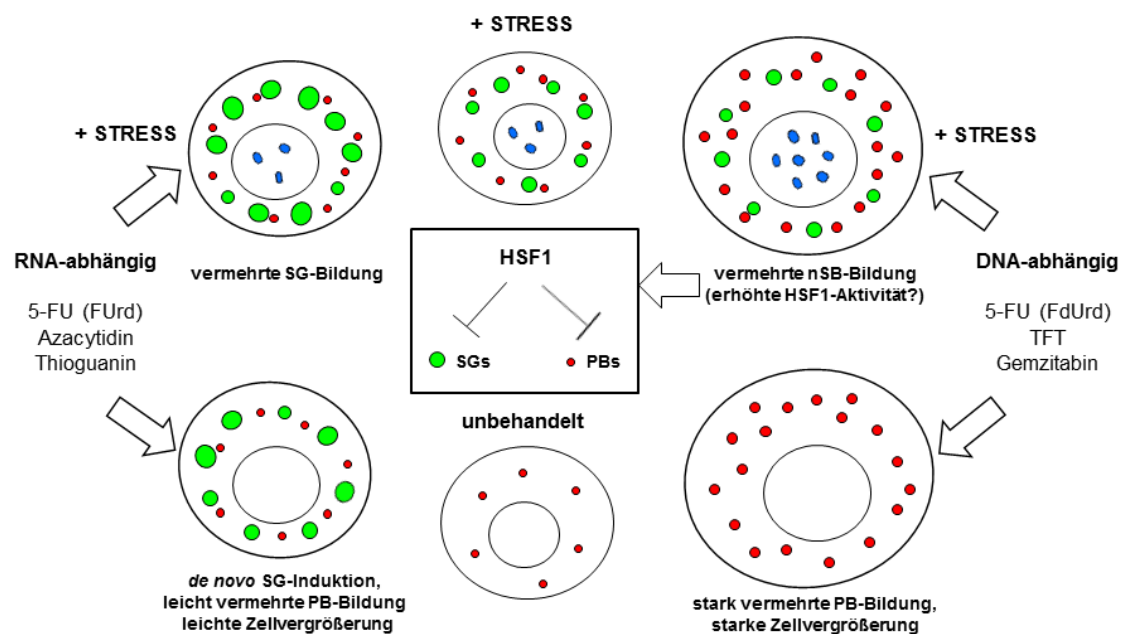 + STRESS
+ STRESS
+ STRESS
RNA-abhängig
5-FU (FUrd)
Azacytidin
Thioguanin
vermehrte SG-Bildung
HSF1
SGs
PBs
vermehrte nSB-Bildung
(erhöhte HSF1-Aktivität?)
DNA-abhängig
5-FU (FdUrd)
TFT
Gemzitabin
unbehandelt
de novo SG-Induktion,
leicht vermehrte PB-Bildung
leichte Zellvergrößerung
stark vermehrte PB-Bildung,
starke Zellvergrößerung